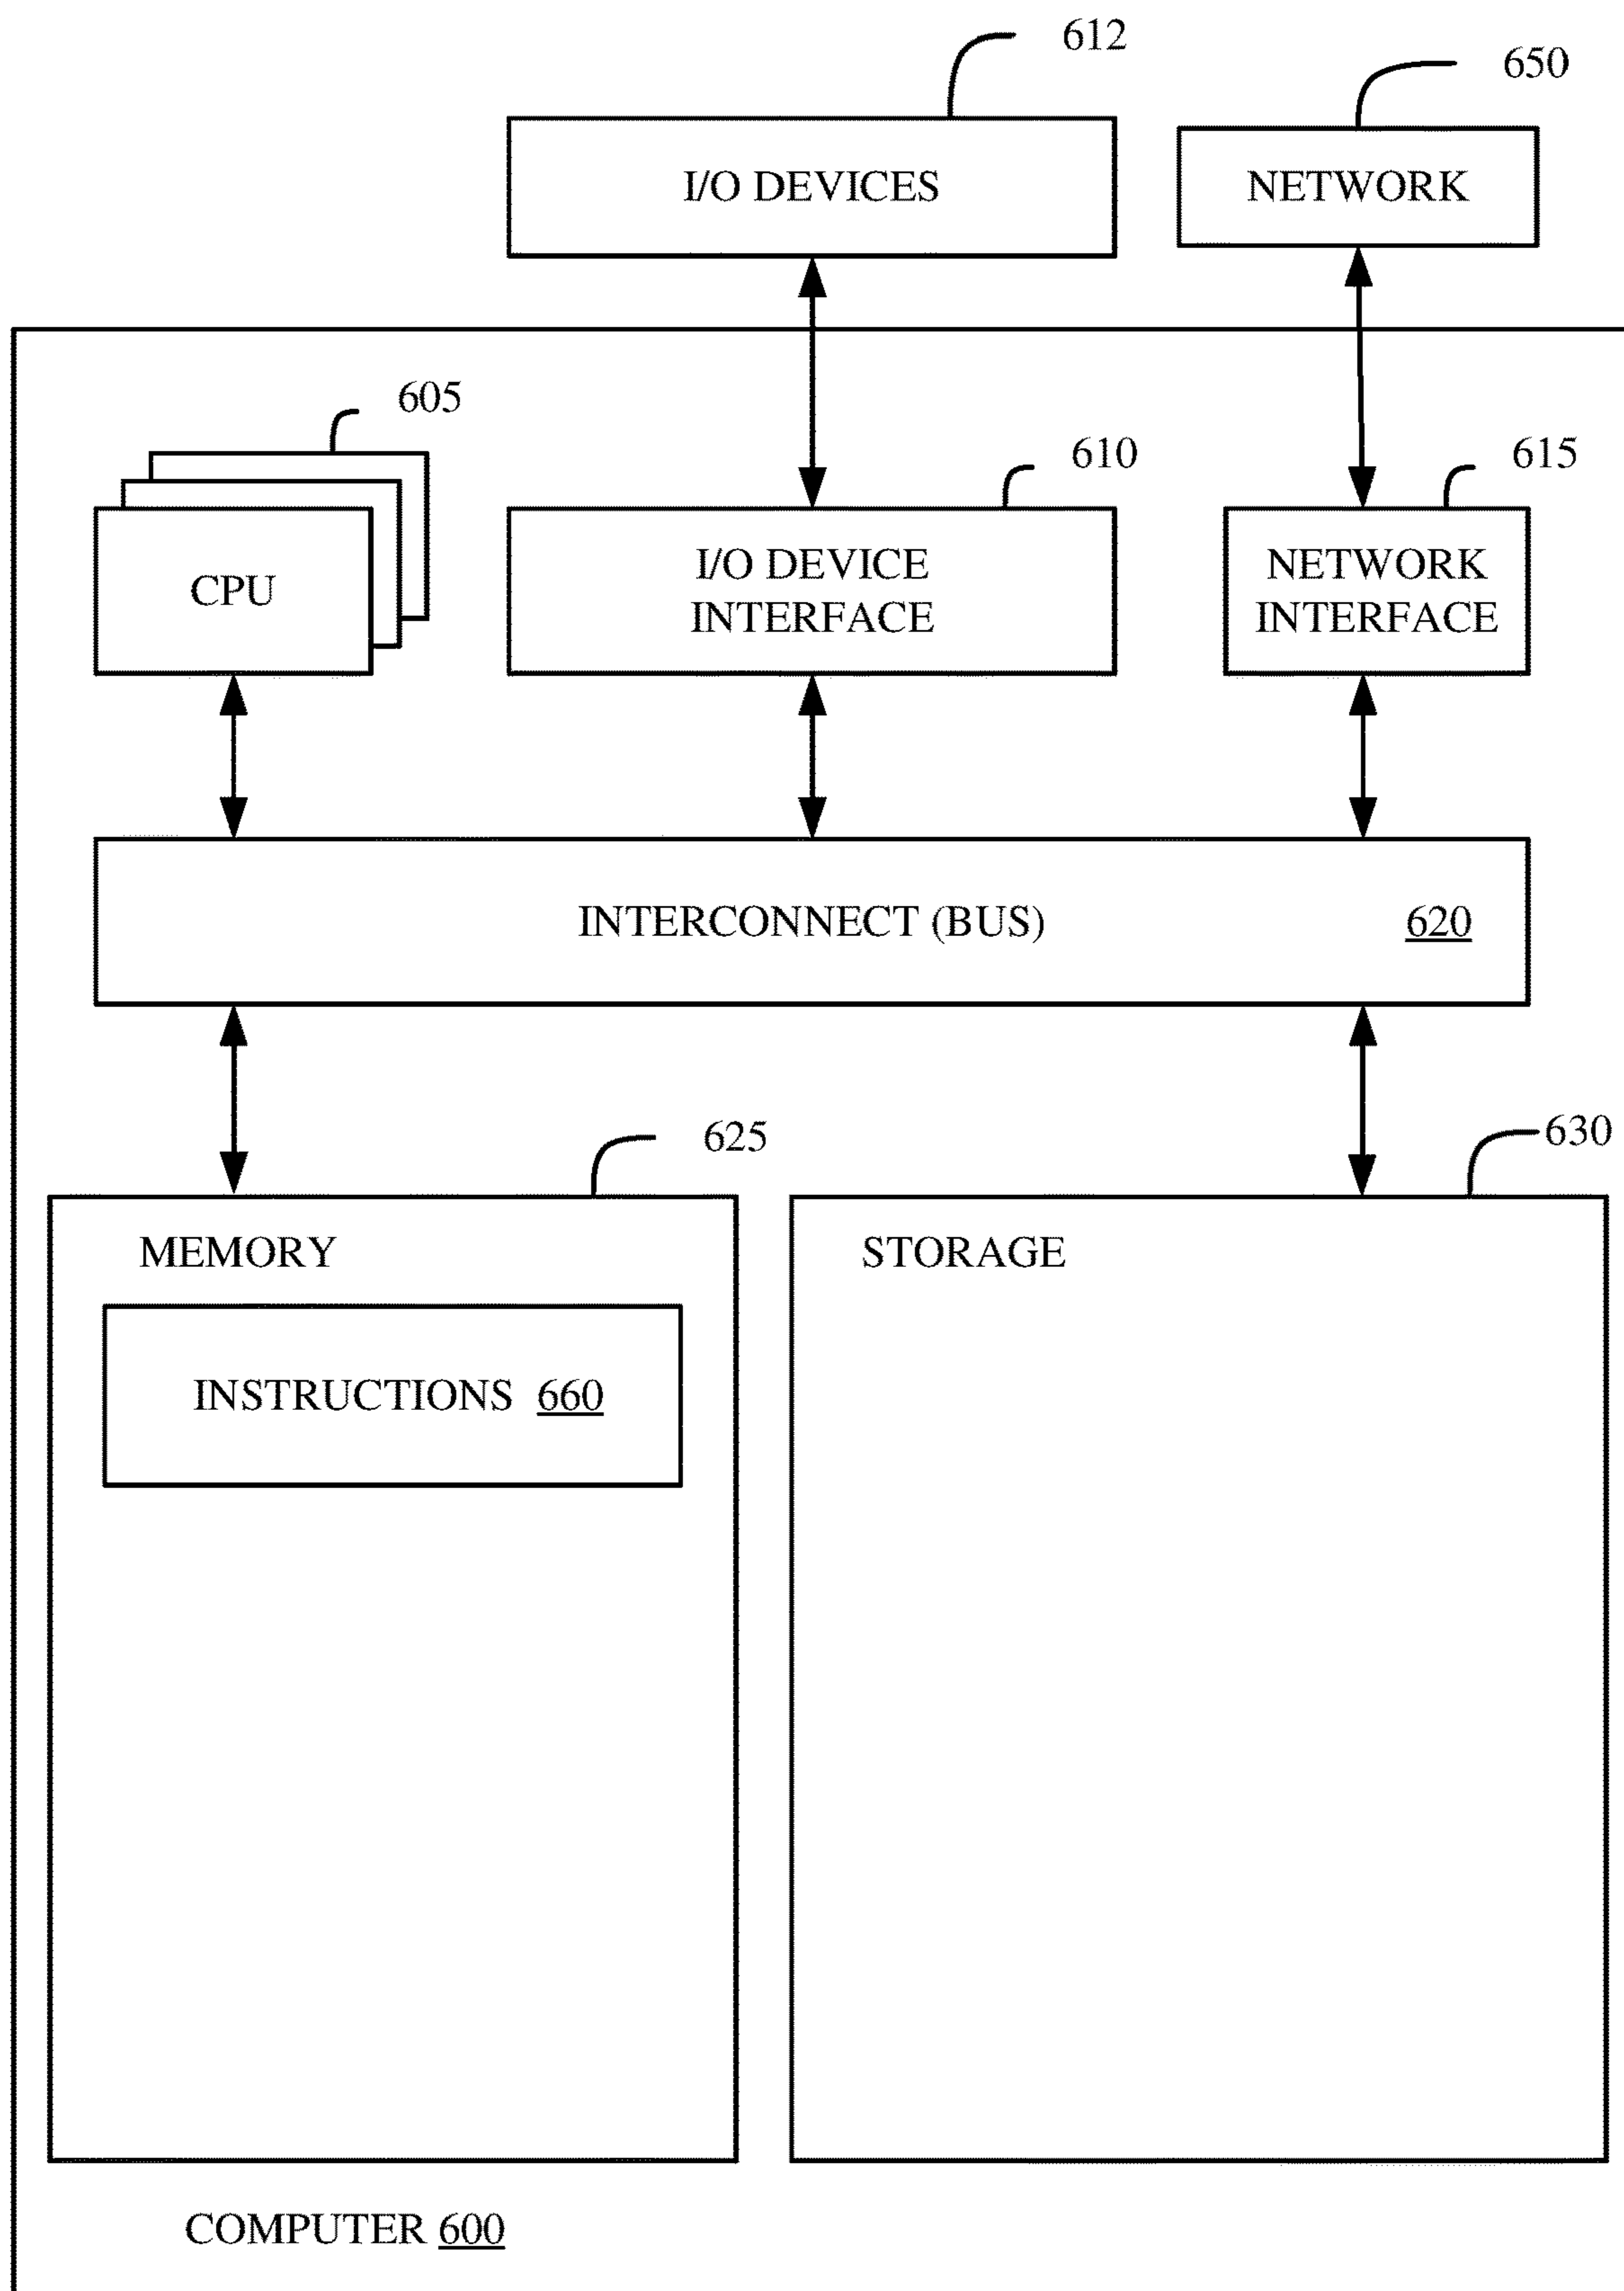 612
650
I/O DEVICES
NETWORK
605
610
615
CPU
I/O DEVICE
INTERFACE
NETWORK
INTERFACE
INTERCONNECT (BUS) 620
625
630
MEMORY
STORAGE
INSTRUCTIONS 660
COMPUTER 600